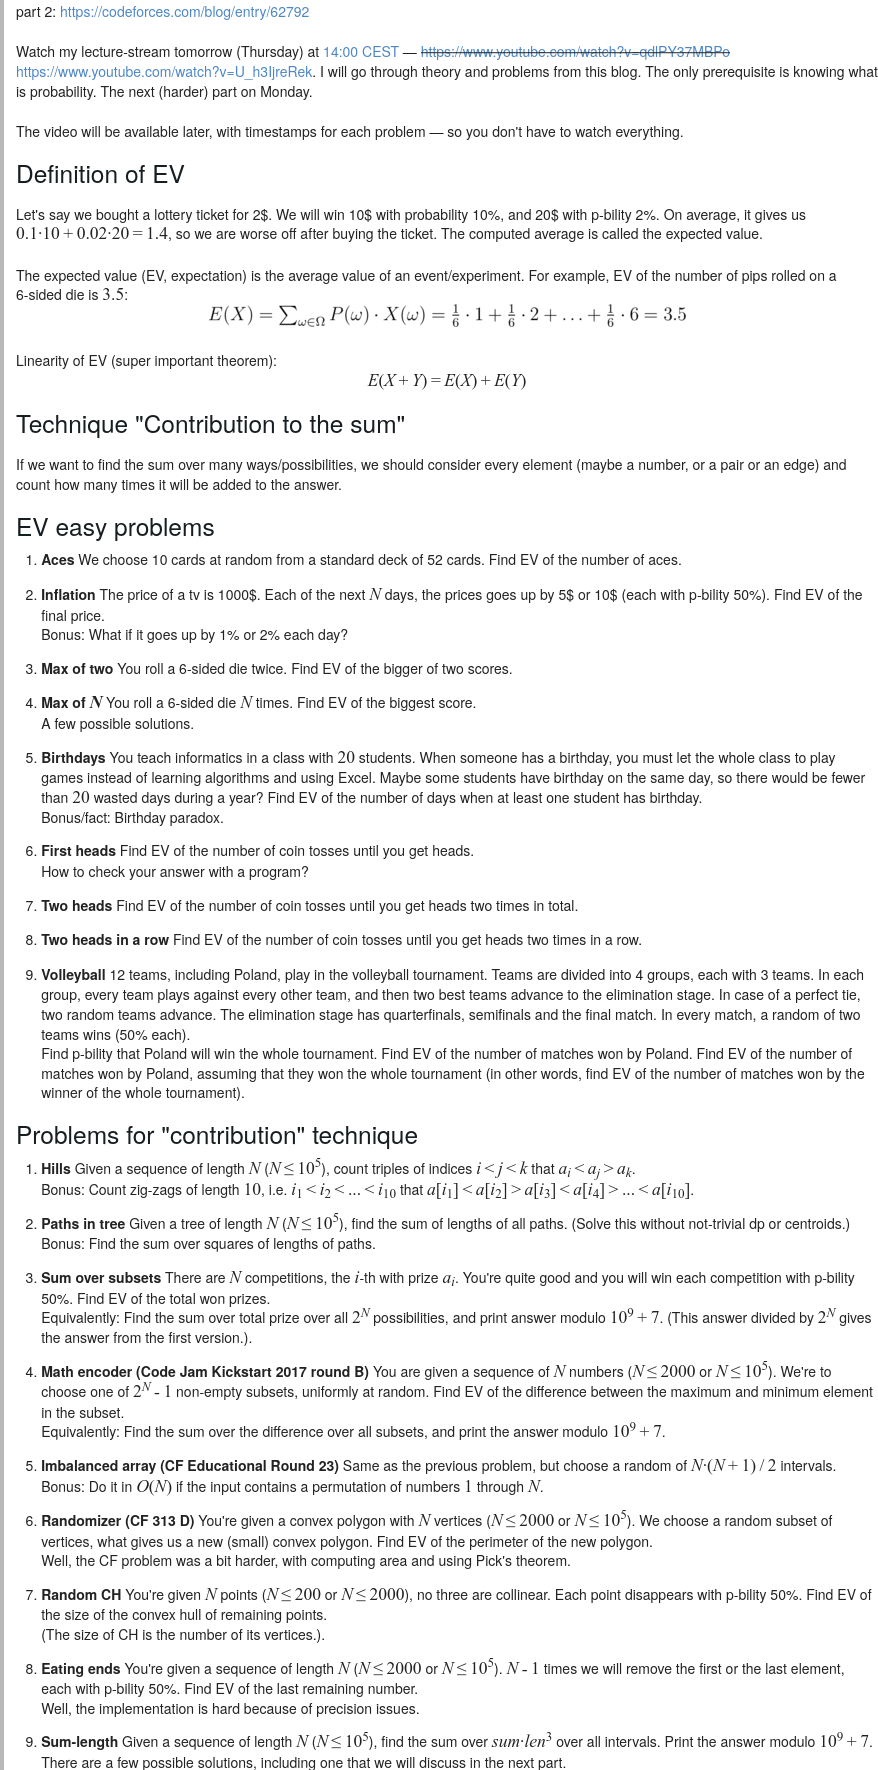 part 2: https://codeforces.com/blog/entry/62792
Watch my lecture-stream tomorrow (Thursday) at 14:00 CEST — https://www.youtube.com/watch?v=qdlPY37MBPo
https://www.youtube.com/watch?v=U_h3IjreRek. I will go through theory and problems from this blog. The only prerequisite is knowing what
is probability. The next (harder) part on Monday.
The video will be available later, with timestamps for each problem — so you don't have to watch everything.
Definition of EV
Let's say we bought a lottery ticket for 2$. We will win 10$ with probability 10%, and 20$ with p-bility 2%. On average, it gives us
0.1·10 + 0.02·20 = 1.4, so we are worse off after buying the ticket. The computed average is called the expected value.
The expected value (EV, expectation) is the average value of an event/experiment. For example, EV of the number of pips rolled on a
6-sided die is 3.5:
E(X) = ∑_{ω∈Ω} P(ω) · X(ω) = 1/6 · 1 + 1/6 · 2 + . . . + 1/6 · 6 = 3.5
Linearity of EV (super important theorem):
E(X + Y) = E(X) + E(Y)
Technique "Contribution to the sum"
If we want to find the sum over many ways/possibilities, we should consider every element (maybe a number, or a pair or an edge) and
count how many times it will be added to the answer.
EV easy problems
1. Aces We choose 10 cards at random from a standard deck of 52 cards. Find EV of the number of aces.
2. Inflation The price of a tv is 1000$. Each of the next N days, the prices goes up by 5$ or 10$ (each with p-bility 50%). Find EV of the
final price.
Bonus: What if it goes up by 1% or 2% each day?
3. Max of two You roll a 6-sided die twice. Find EV of the bigger of two scores.
4. Max of N You roll a 6-sided die N times. Find EV of the biggest score.
A few possible solutions.
5. Birthdays You teach informatics in a class with 20 students. When someone has a birthday, you must let the whole class to play
games instead of learning algorithms and using Excel. Maybe some students have birthday on the same day, so there would be fewer
than 20 wasted days during a year? Find EV of the number of days when at least one student has birthday.
Bonus/fact: Birthday paradox.
6. First heads Find EV of the number of coin tosses until you get heads.
How to check your answer with a program?
7. Two heads Find EV of the number of coin tosses until you get heads two times in total.
8. Two heads in a row Find EV of the number of coin tosses until you get heads two times in a row.
9. Volleyball 12 teams, including Poland, play in the volleyball tournament. Teams are divided into 4 groups, each with 3 teams. In each
group, every team plays against every other team, and then two best teams advance to the elimination stage. In case of a perfect tie,
two random teams advance. The elimination stage has quarterfinals, semifinals and the final match. In every match, a random of two
teams wins (50% each).
Find p-bility that Poland will win the whole tournament. Find EV of the number of matches won by Poland. Find EV of the number of
matches won by Poland, assuming that they won the whole tournament (in other words, find EV of the number of matches won by the
winner of the whole tournament).
Problems for "contribution" technique
1. Hills Given a sequence of length N (N ≤ 10^5), count triples of indices i < j < k that a_i < a_j > a_k.
Bonus: Count zig-zags of length 10, i.e. i_1 < i_2 < ... < i_10 that a[i_1] < a[i_2] > a[i_3] < a[i_4] > ... < a[i_10].
2. Paths in tree Given a tree of length N (N ≤ 10^5), find the sum of lengths of all paths. (Solve this without not-trivial dp or centroids.)
Bonus: Find the sum over squares of lengths of paths.
3. Sum over subsets There are N competitions, the i-th with prize a_i. You're quite good and you will win each competition with p-bility
50%. Find EV of the total won prizes.
Equivalently: Find the sum over total prize over all 2^N possibilities, and print answer modulo 10^9 + 7. (This answer divided by 2^N gives
the answer from the first version.).
4. Math encoder (Code Jam Kickstart 2017 round B) You are given a sequence of N numbers (N ≤ 2000 or N ≤ 10^5). We're to
choose one of 2^N - 1 non-empty subsets, uniformly at random. Find EV of the difference between the maximum and minimum element
in the subset.
Equivalently: Find the sum over the difference over all subsets, and print the answer modulo 10^9 + 7.
5. Imbalanced array (CF Educational Round 23) Same as the previous problem, but choose a random of N·(N + 1) / 2 intervals.
Bonus: Do it in O(N) if the input contains a permutation of numbers 1 through N.
6. Randomizer (CF 313 D) You're given a convex polygon with N vertices (N ≤ 2000 or N ≤ 10^5). We choose a random subset of
vertices, what gives us a new (small) convex polygon. Find EV of the perimeter of the new polygon.
Well, the CF problem was a bit harder, with computing area and using Pick's theorem.
7. Random CH You're given N points (N ≤ 200 or N ≤ 2000), no three are collinear. Each point disappears with p-bility 50%. Find EV of
the size of the convex hull of remaining points.
(The size of CH is the number of its vertices.).
8. Eating ends You're given a sequence of length N (N ≤ 2000 or N ≤ 10^5). N - 1 times we will remove the first or the last element,
each with p-bility 50%. Find EV of the last remaining number.
Well, the implementation is hard because of precision issues.
9. Sum-length Given a sequence of length N (N ≤ 10^5), find the sum over sum·len^3 over all intervals. Print the answer modulo 10^9 + 7.
There are a few possible solutions, including one that we will discuss in the next part.